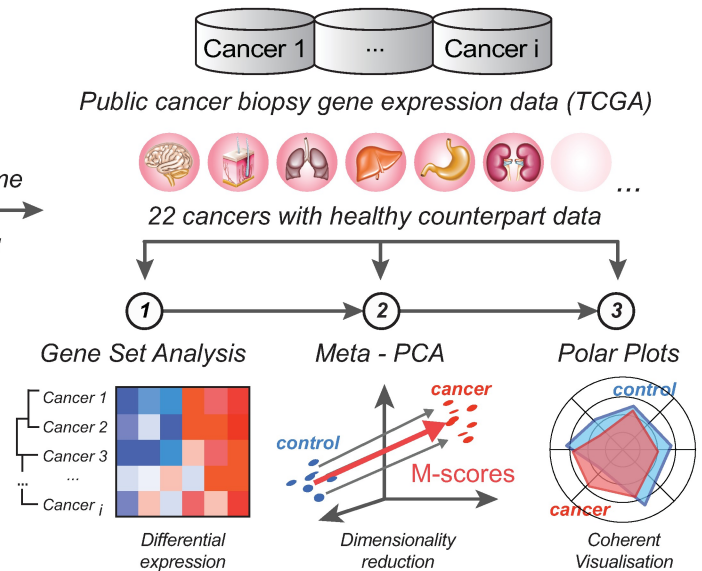 Cancer 1 ... Cancer i
Public cancer biopsy gene expression data (TCGA)
...
22 cancers with healthy counterpart data
1 2 3
Gene Set Analysis Meta - PCA Polar Plots
Cancer 1
Cancer 2
Cancer 3
...
...
Cancer i
Differential
expression
cancer
control
M-scores
Dimensionality
reduction
control
cancer
Coherent
Visualisation